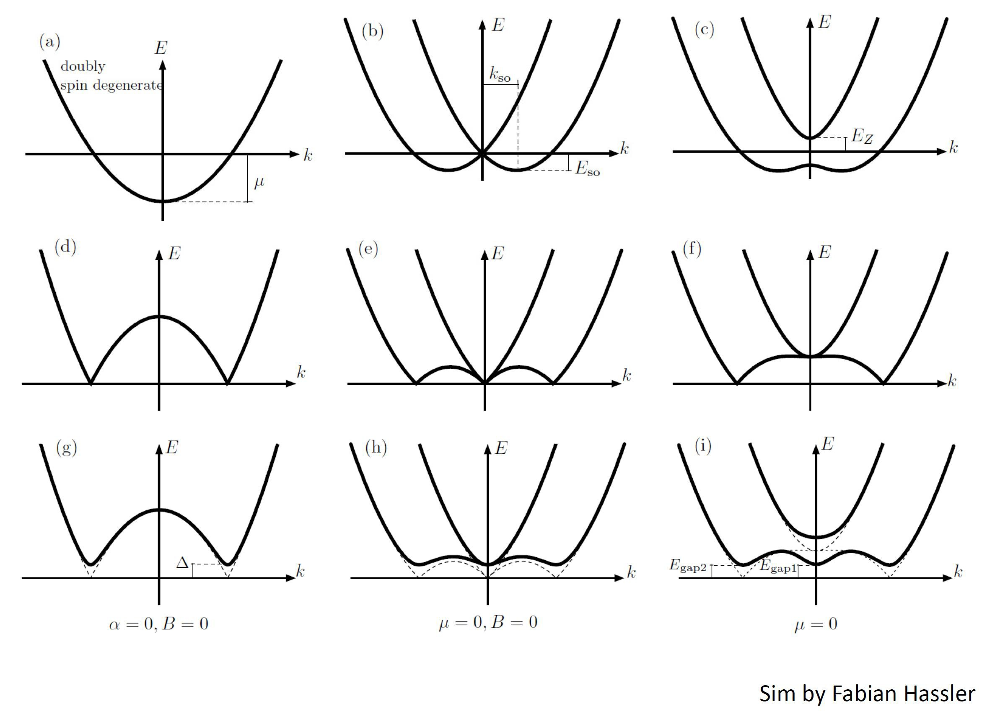 (a)
E
doubly
spin degenerate
k
μ
(b)
E
k_so
k
E_so
(c)
E
E_Z
k
(d)
E
k
(e)
E
k
(f)
E
k
(g)
E
Δ
k
α = 0, B = 0
(h)
E
k
μ = 0, B = 0
(i)
E
E_gap2
E_gap1
k
μ = 0
Sim by Fabian Hassler